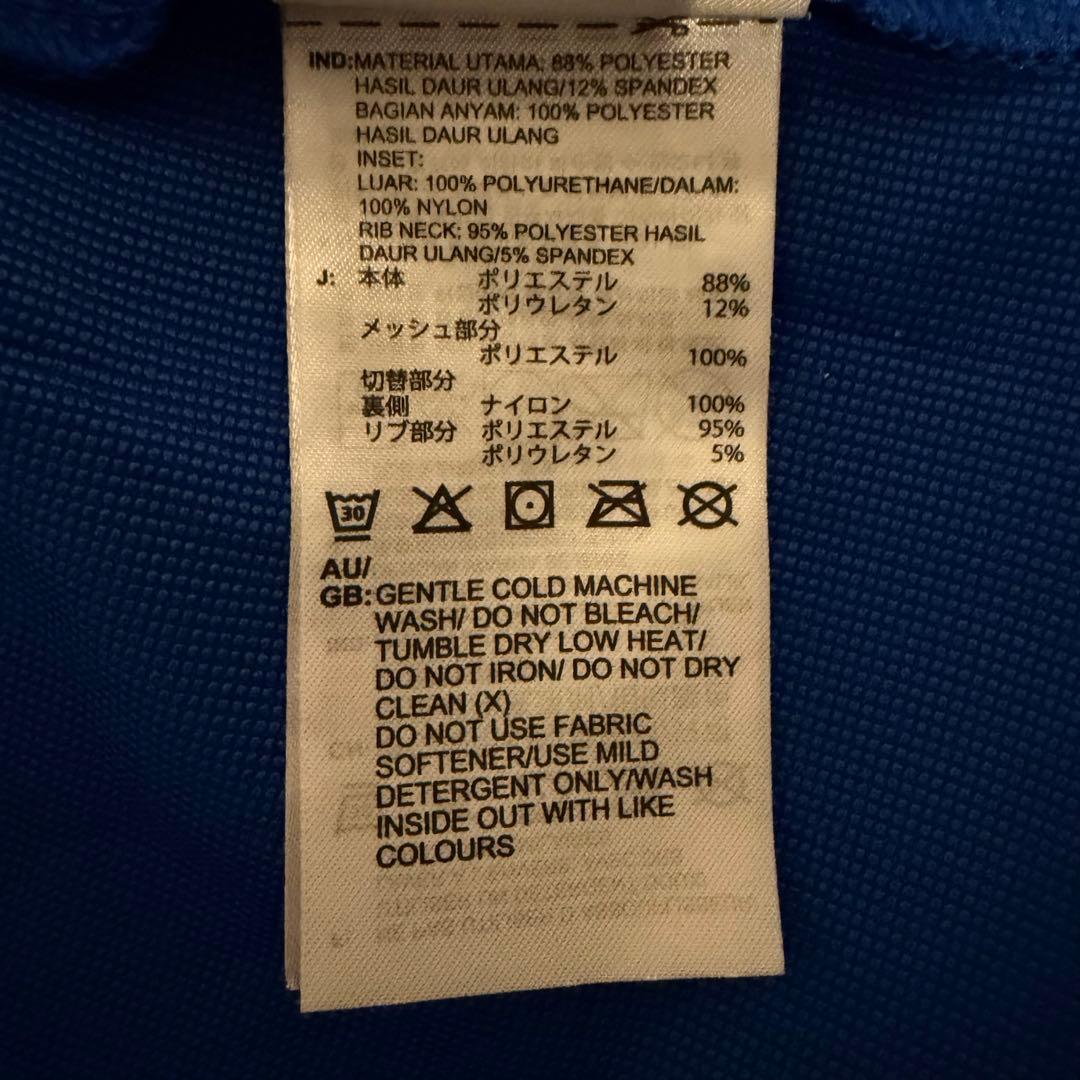 IND:MATERIAL UTAMA: 88% POLYESTER
HASIL DAUR ULANG/12% SPANDEX
BAGIAN ANYAM: 100% POLYESTER
HASIL DAUR ULANG
INSET:
LUAR: 100% POLYURETHANE/DALAM:
100% NYLON
RIB NECK: 95% POLYESTER HASIL
DAUR ULANG/5% SPANDEX
J: 本体 ポリエステル 88%
ポリウレタン 12%
メッシュ部分
ポリエステル 100%
切替部分
裏側 ナイロン 100%
リブ部分 ポリエステル 95%
ポリウレタン 5%
30
AU/
GB:GENTLE COLD MACHINE
WASH/ DO NOT BLEACH/
TUMBLE DRY LOW HEAT/
DO NOT IRON/ DO NOT DRY
CLEAN (X)
DO NOT USE FABRIC
SOFTENER/USE MILD
DETERGENT ONLY/WASH
INSIDE OUT WITH LIKE
COLOURS